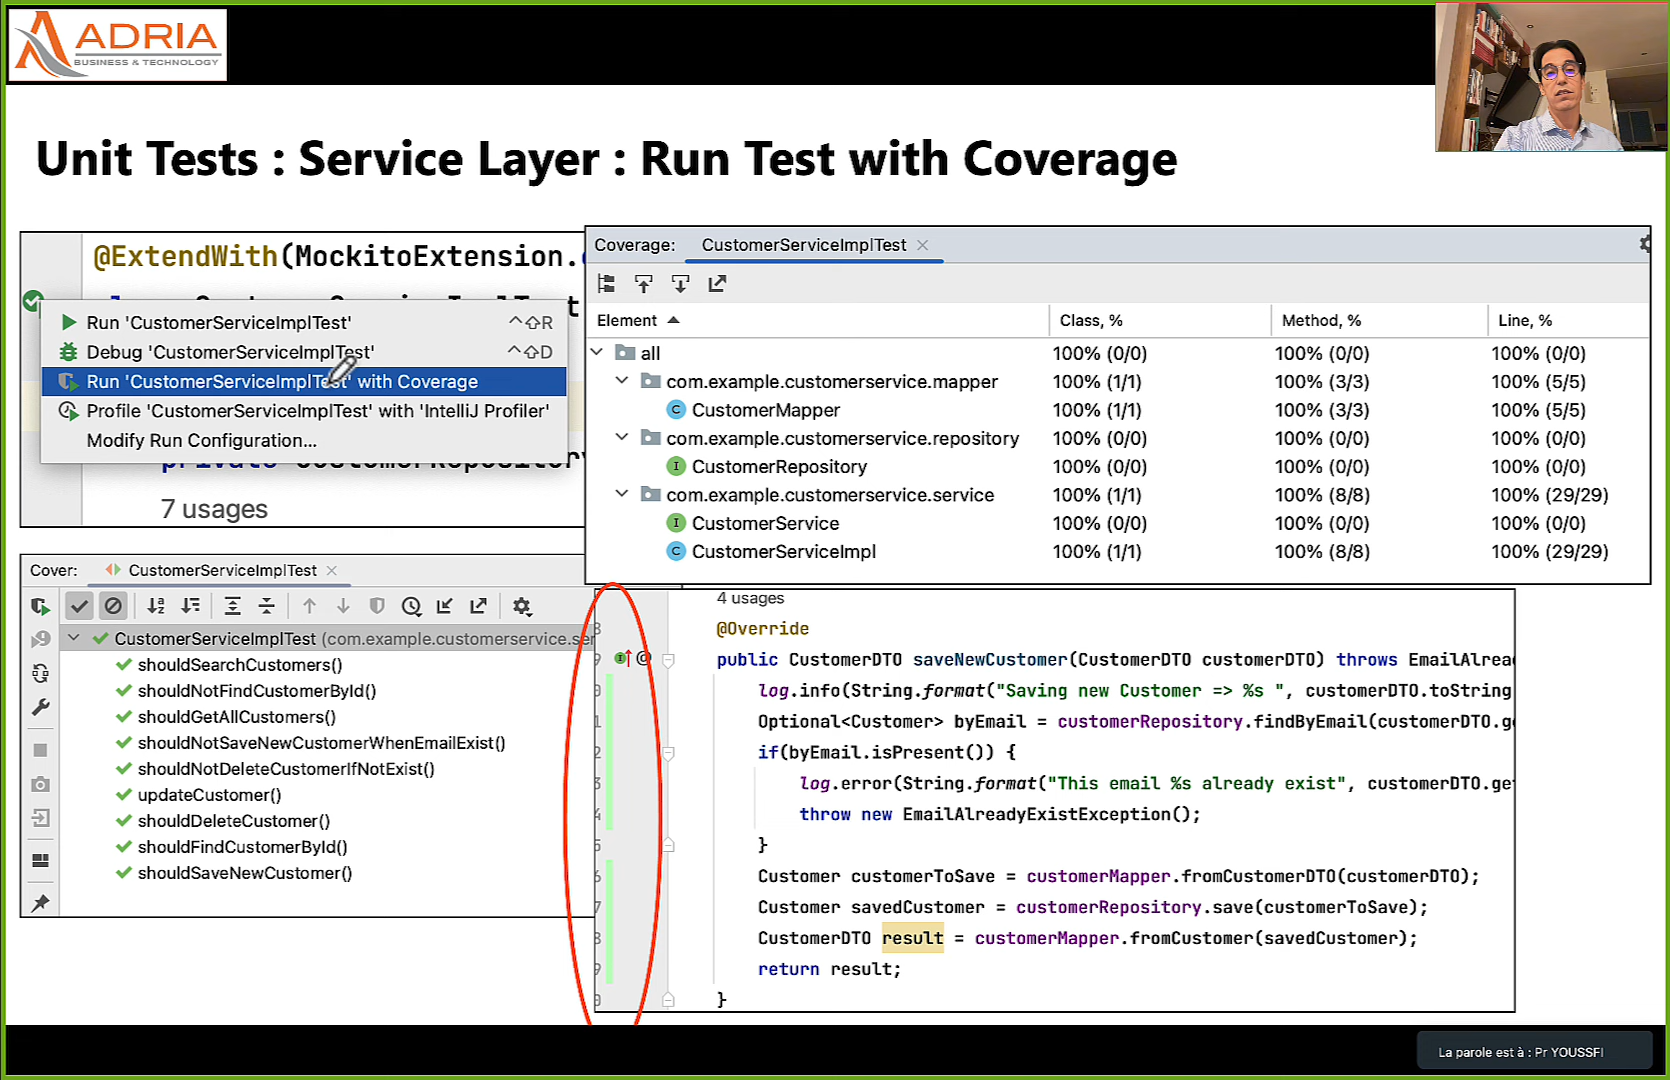 ADRIA
BUSINESS & TECHNOLOGY
Unit Tests : Service Layer : Run Test with Coverage
@ExtendWith(MockitoExtension.
Run 'CustomerServiceImplTest' ^⇧R
Debug 'CustomerServiceImplTest' ^⇧D
Run 'CustomerServiceImplTest' with Coverage
Profile 'CustomerServiceImplTest' with 'IntelliJ Profiler'
Modify Run Configuration...
private CustomerRepository
7 usages
Coverage: CustomerServiceImplTest
Element Class, % Method, % Line, %
all 100% (0/0) 100% (0/0) 100% (0/0)
com.example.customerservice.mapper 100% (1/1) 100% (3/3) 100% (5/5)
CustomerMapper 100% (1/1) 100% (3/3) 100% (5/5)
com.example.customerservice.repository 100% (0/0) 100% (0/0) 100% (0/0)
CustomerRepository 100% (0/0) 100% (0/0) 100% (0/0)
com.example.customerservice.service 100% (1/1) 100% (8/8) 100% (29/29)
CustomerService 100% (0/0) 100% (0/0) 100% (0/0)
CustomerServiceImpl 100% (1/1) 100% (8/8) 100% (29/29)
Cover: CustomerServiceImplTest
CustomerServiceImplTest (com.example.customerservice.ser
shouldSearchCustomers()
shouldNotFindCustomerById()
shouldGetAllCustomers()
shouldNotSaveNewCustomerWhenEmailExist()
shouldNotDeleteCustomerIfNotExist()
updateCustomer()
shouldDeleteCustomer()
shouldFindCustomerById()
shouldSaveNewCustomer()
4 usages
@Override
public CustomerDTO saveNewCustomer(CustomerDTO customerDTO) throws EmailAlrea
log.info(String.format("Saving new Customer => %s ", customerDTO.toString
Optional<Customer> byEmail = customerRepository.findByEmail(customerDTO.ge
if(byEmail.isPresent()) {
log.error(String.format("This email %s already exist", customerDTO.get
throw new EmailAlreadyExistException();
}
Customer customerToSave = customerMapper.fromCustomerDTO(customerDTO);
Customer savedCustomer = customerRepository.save(customerToSave);
CustomerDTO result = customerMapper.fromCustomer(savedCustomer);
return result;
}
La parole est à : Pr YOUSSFI